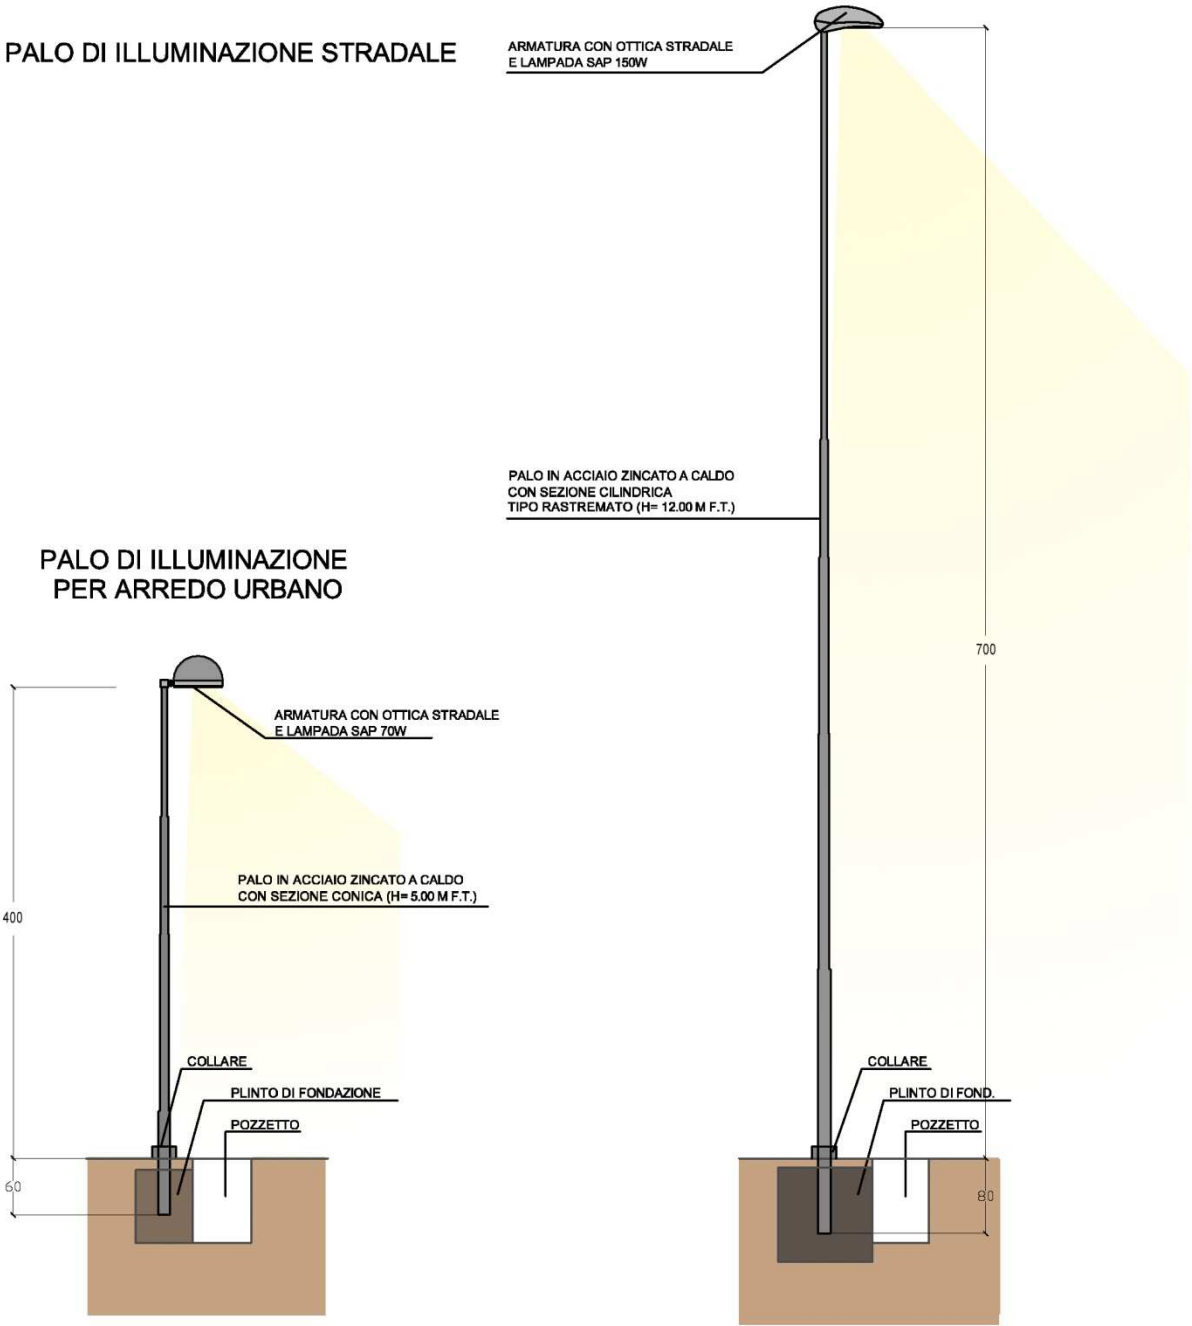 PALO DI ILLUMINAZIONE STRADALE
ARMATURA CON OTTICA STRADALE
E LAMPADA SAP 150W
PALO IN ACCIAIO ZINCATO A CALDO
CON SEZIONE CILINDRICA
TIPO RASTREMATO (H= 12.00 M F.T.)
700
COLLARE
PLINTO DI FOND.
POZZETTO
80
PALO DI ILLUMINAZIONE
PER ARREDO URBANO
ARMATURA CON OTTICA STRADALE
E LAMPADA SAP 70W
PALO IN ACCIAIO ZINCATO A CALDO
CON SEZIONE CONICA (H= 5.00 M F.T.)
400
COLLARE
PLINTO DI FONDAZIONE
POZZETTO
60